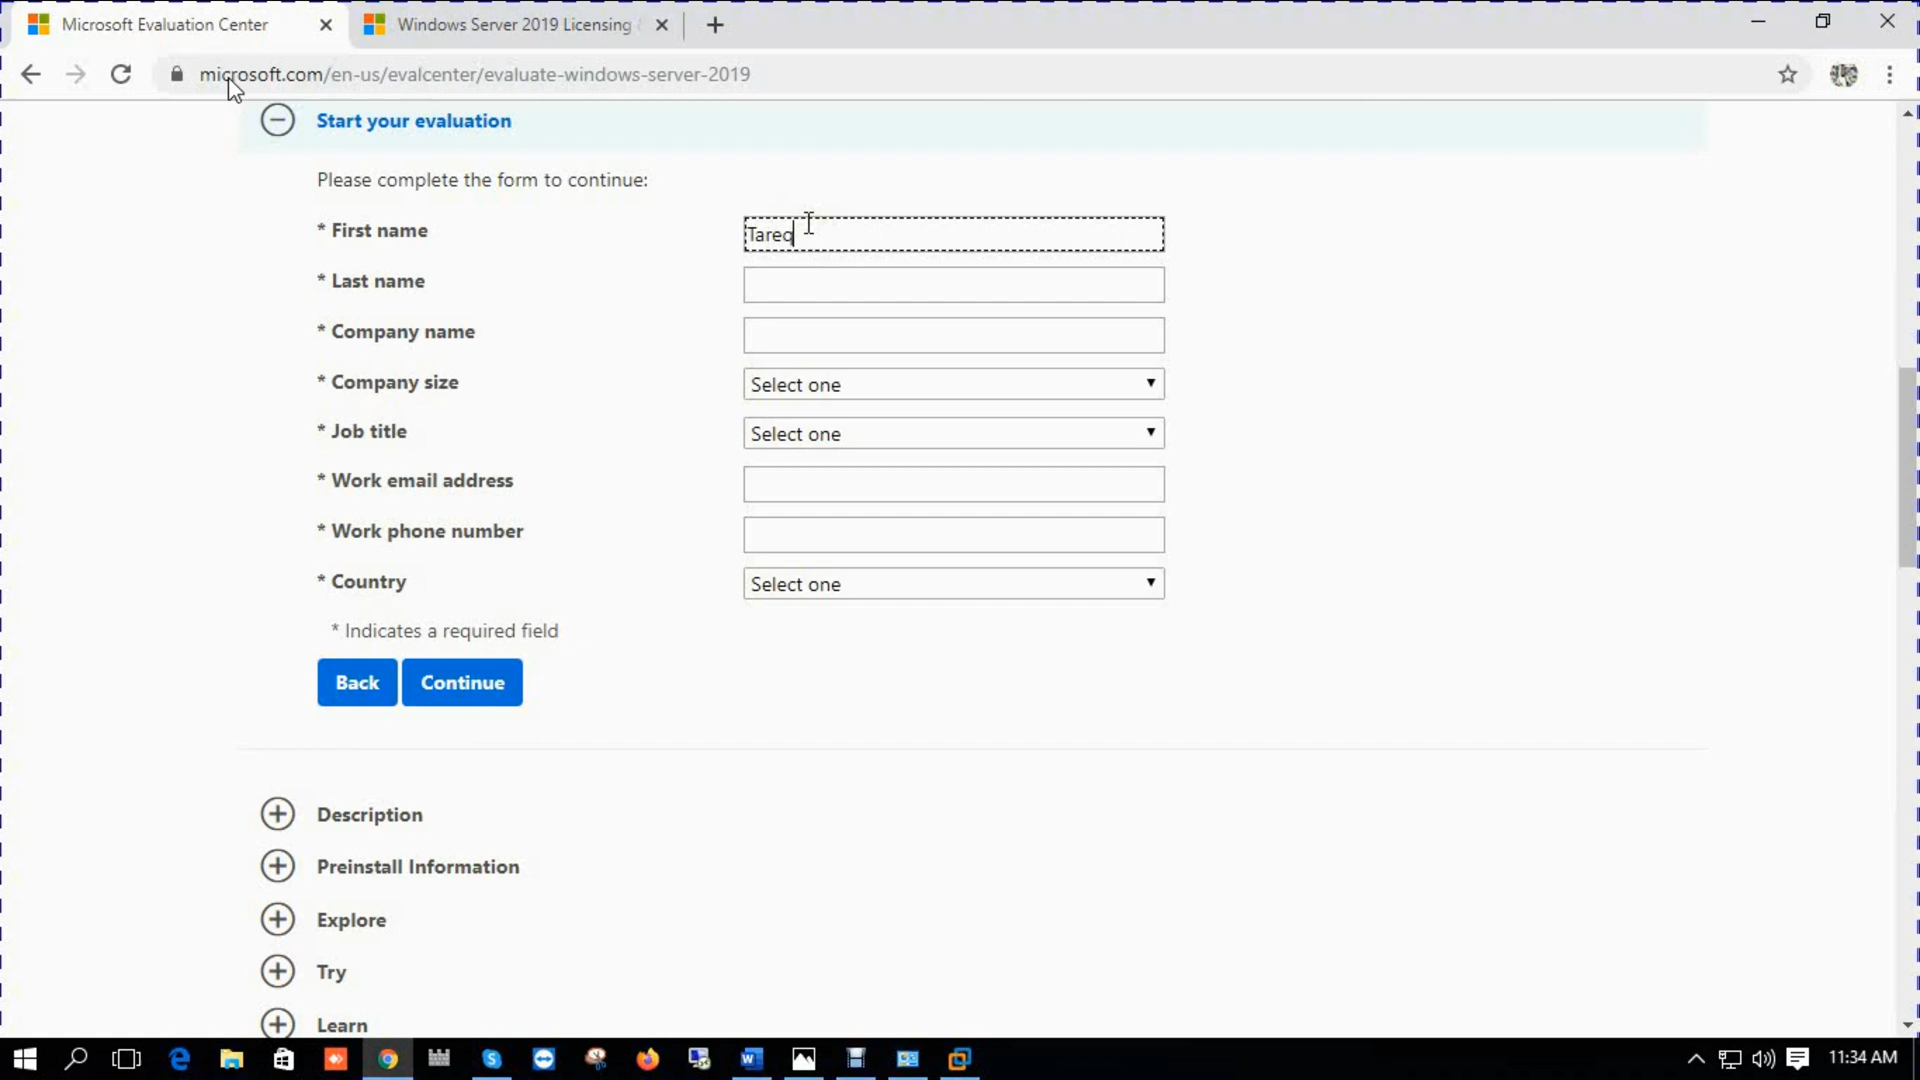 Microsoft Evaluation Center
Windows Server 2019 Licensing
microsoft.com/en-us/evalcenter/evaluate-windows-server-2019
Start your evaluation
Please complete the form to continue:
* First name
Tareq
* Last name
* Company name
* Company size
Select one
* Job title
Select one
* Work email address
* Work phone number
* Country
Select one
* Indicates a required field
Back
Continue
Description
Preinstall Information
Explore
Try
Learn
11:34 AM